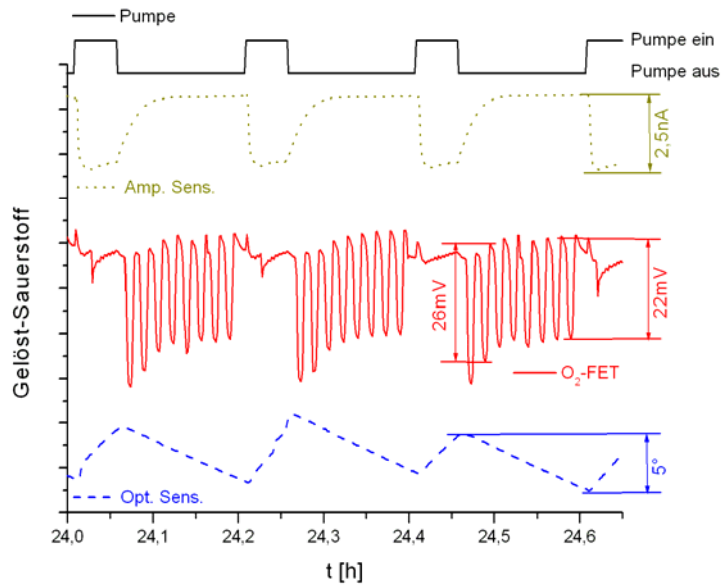 Pumpe
Pumpe ein
Pumpe aus
2,5nA
Amp. Sens.
Gelöst-Sauerstoff
26mV
22mV
O₂-FET
5°
Opt. Sens.
24,0 24,1 24,2 24,3 24,4 24,5 24,6
t [h]